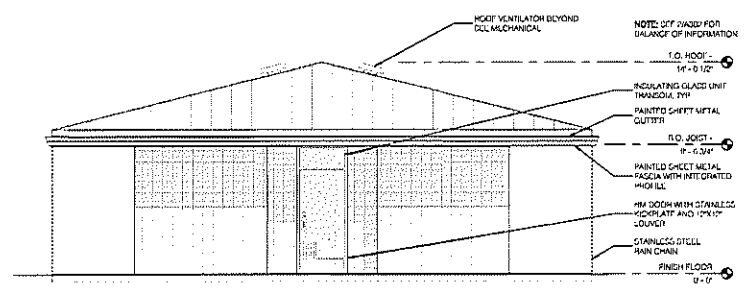 ROOF VENTILATOR BEYOND
SEE MECHANICAL
NOTE: SEE FOR
BALANCE OF INFORMATION
T.O. ROOF -
INSULATING GLASS UNIT
TRANSOM, TYP
PAINTED SHEET METAL
GUTTER
B.O. JOIST -
PAINTED SHEET METAL
FASCIA WITH INTEGRATED
PROFILE
HM DOOR WITH STAINLESS
KICKPLATE AND 12"X12"
LOUVER
STAINLESS STEEL
RAIN CHAIN
FINISH FLOOR
0' - 0"